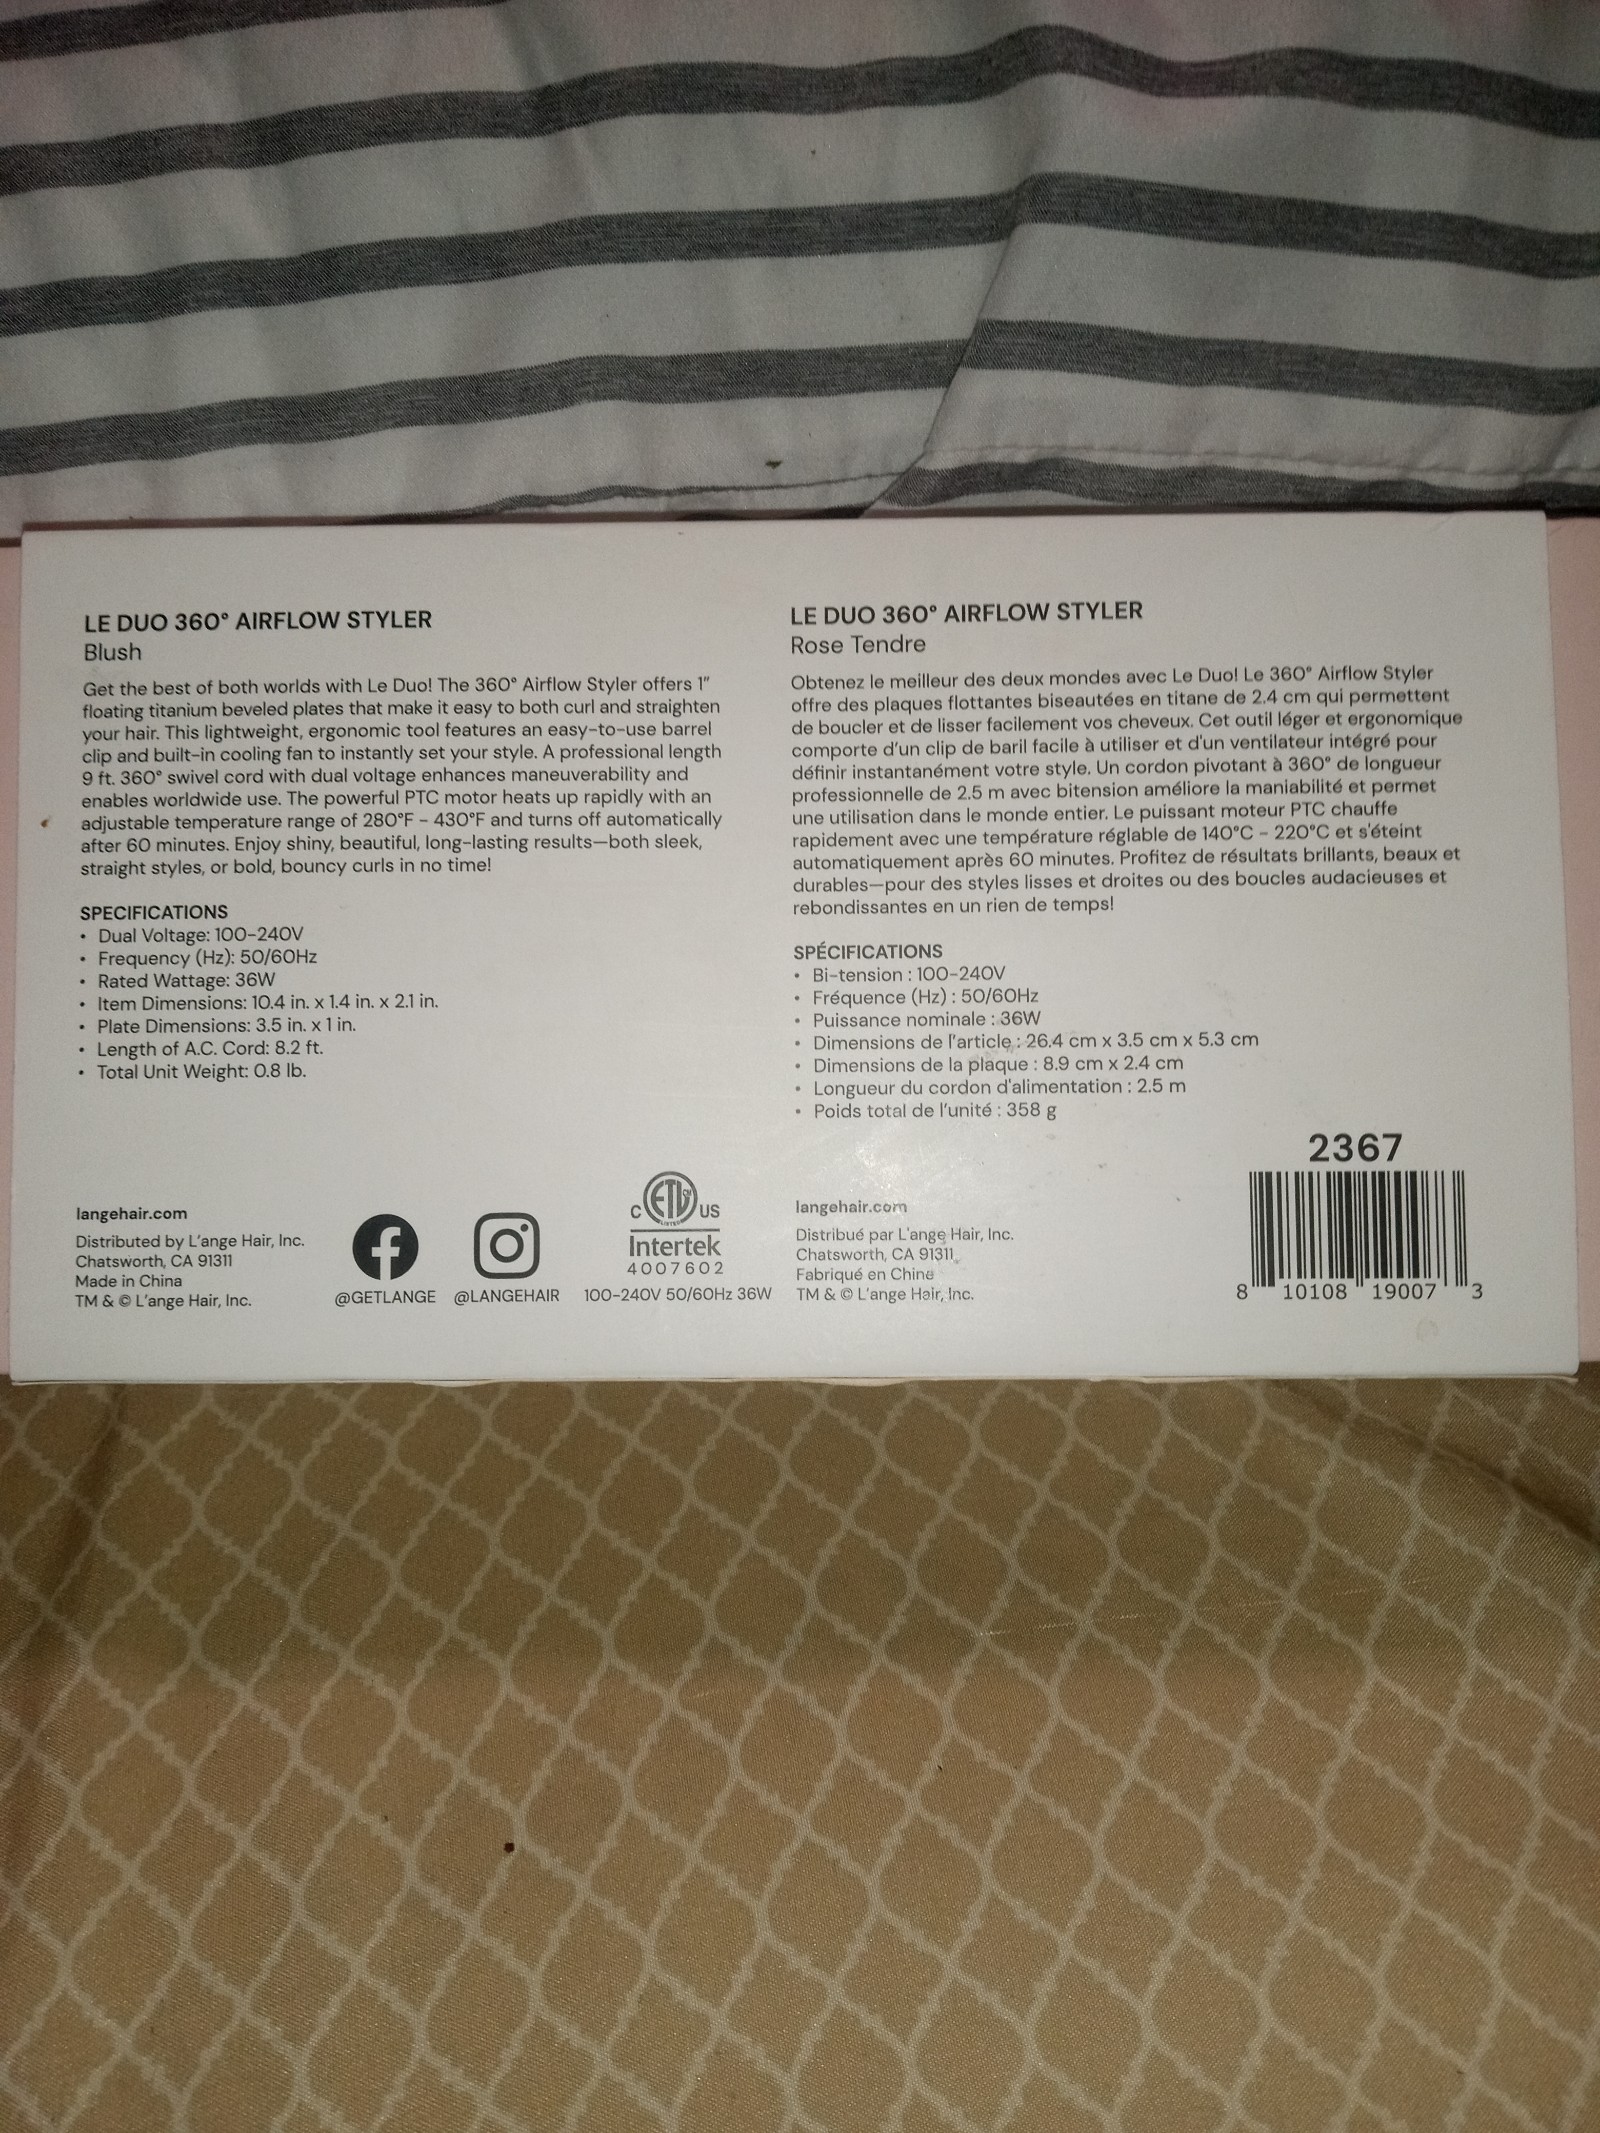 LE DUO 360° AIRFLOW STYLER
Blush
Get the best of both worlds with Le Duo! The 360° Airflow Styler offers 1"
floating titanium beveled plates that make it easy to both curl and straighten
your hair. This lightweight, ergonomic tool features an easy-to-use barrel
clip and built-in cooling fan to instantly set your style. A professional length
9 ft. 360° swivel cord with dual voltage enhances maneuverability and
enables worldwide use. The powerful PTC motor heats up rapidly with an
adjustable temperature range of 280°F - 430°F and turns off automatically
after 60 minutes. Enjoy shiny, beautiful, long-lasting results—both sleek,
straight styles, or bold, bouncy curls in no time!
SPECIFICATIONS
• Dual Voltage: 100-240V
• Frequency (Hz): 50/60Hz
• Rated Wattage: 36W
• Item Dimensions: 10.4 in. x 1.4 in. x 2.1 in.
• Plate Dimensions: 3.5 in. x 1 in.
• Length of A.C. Cord: 8.2 ft.
• Total Unit Weight: 0.8 lb.
langehair.com
Distributed by L'ange Hair, Inc.
Chatsworth, CA 91311
Made in China
TM & © L'ange Hair, Inc.
@GETLANGE
@LANGEHAIR
C ETL US
LISTED
Intertek
4007602
100-240V 50/60Hz 36W
LE DUO 360° AIRFLOW STYLER
Rose Tendre
Obtenez le meilleur des deux mondes avec Le Duo! Le 360° Airflow Styler
offre des plaques flottantes biseautées en titane de 2.4 cm qui permettent
de boucler et de lisser facilement vos cheveux. Cet outil léger et ergonomique
comporte d'un clip de baril facile à utiliser et d'un ventilateur intégré pour
définir instantanément votre style. Un cordon pivotant à 360° de longueur
professionnelle de 2.5 m avec bitension améliore la maniabilité et permet
une utilisation dans le monde entier. Le puissant moteur PTC chauffe
rapidement avec une température réglable de 140°C - 220°C et s'éteint
automatiquement après 60 minutes. Profitez de résultats brillants, beaux et
durables—pour des styles lisses et droites ou des boucles audacieuses et
rebondissantes en un rien de temps!
SPÉCIFICATIONS
• Bi-tension : 100-240V
• Fréquence (Hz) : 50/60Hz
• Puissance nominale : 36W
• Dimensions de l'article : 26.4 cm x 3.5 cm x 5.3 cm
• Dimensions de la plaque : 8.9 cm x 2.4 cm
• Longueur du cordon d'alimentation : 2.5 m
• Poids total de l'unité : 358 g
langehair.com
Distribué par L'ange Hair, Inc.
Chatsworth, CA 91311
Fabriqué en Chine
TM & © L'ange Hair, Inc.
2367
8 10108 19007 3